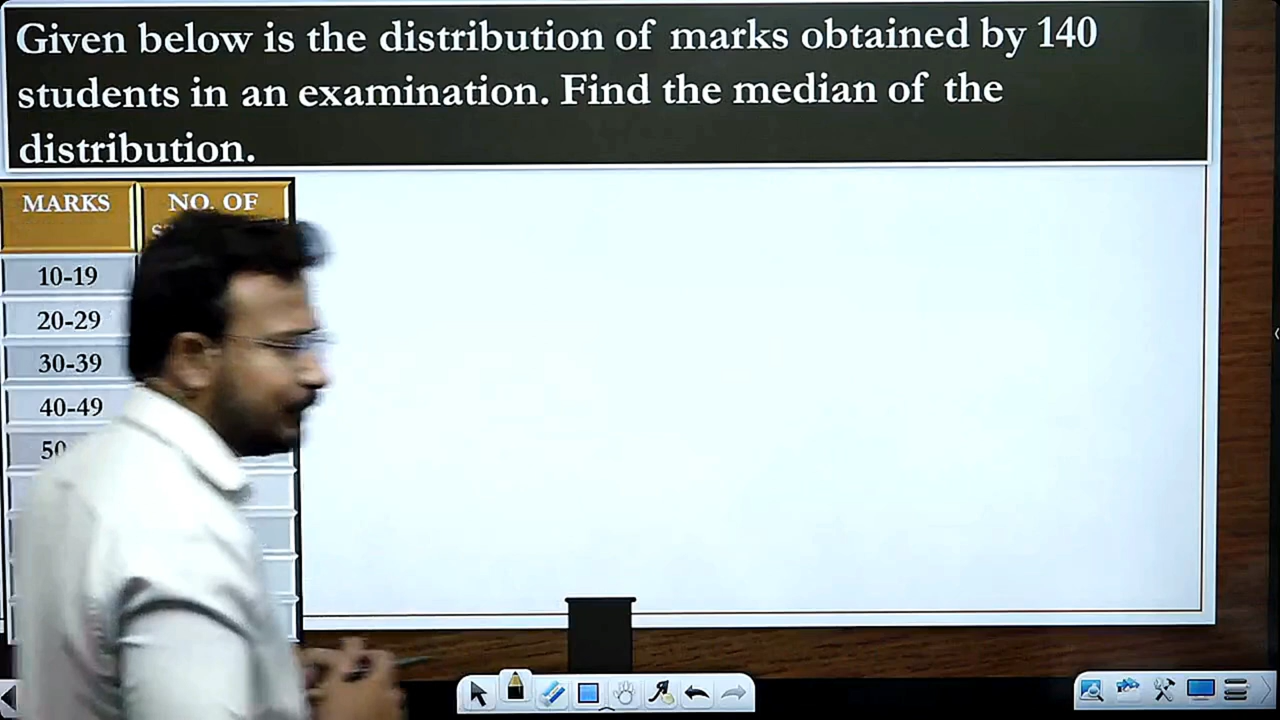 Given below is the distribution of marks obtained by 140
students in an examination. Find the median of the
distribution.
MARKS NO. OF
10-19
20-29
30-39
40-49
50